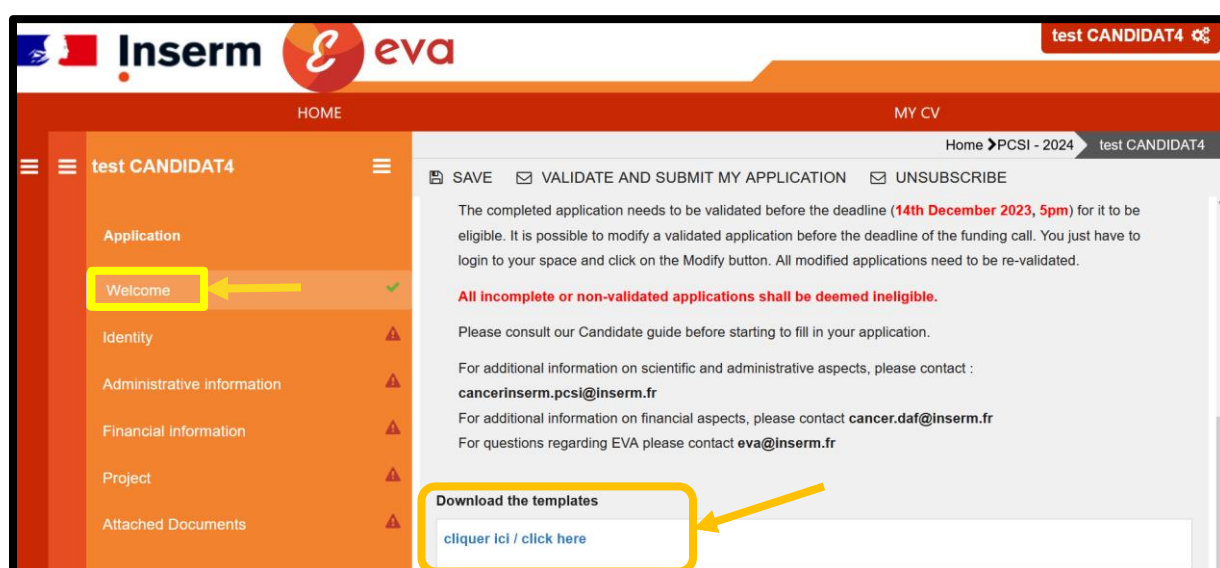 Inserm
eva
test CANDIDAT4
HOME
MY CV
Home PCSI - 2024 test CANDIDAT4
test CANDIDAT4
SAVE VALIDATE AND SUBMIT MY APPLICATION UNSUBSCRIBE
Application
Welcome
Identity
Administrative information
Financial information
Project
Attached Documents
The completed application needs to be validated before the deadline (14th December 2023, 5pm) for it to be
eligible. It is possible to modify a validated application before the deadline of the funding call. You just have to
login to your space and click on the Modify button. All modified applications need to be re-validated.
All incomplete or non-validated applications shall be deemed ineligible.
Please consult our Candidate guide before starting to fill in your application.
For additional information on scientific and administrative aspects, please contact :
cancerinserm.pcsi@inserm.fr
For additional information on financial aspects, please contact cancer.daf@inserm.fr
For questions regarding EVA please contact eva@inserm.fr
Download the templates
cliquer ici / click here